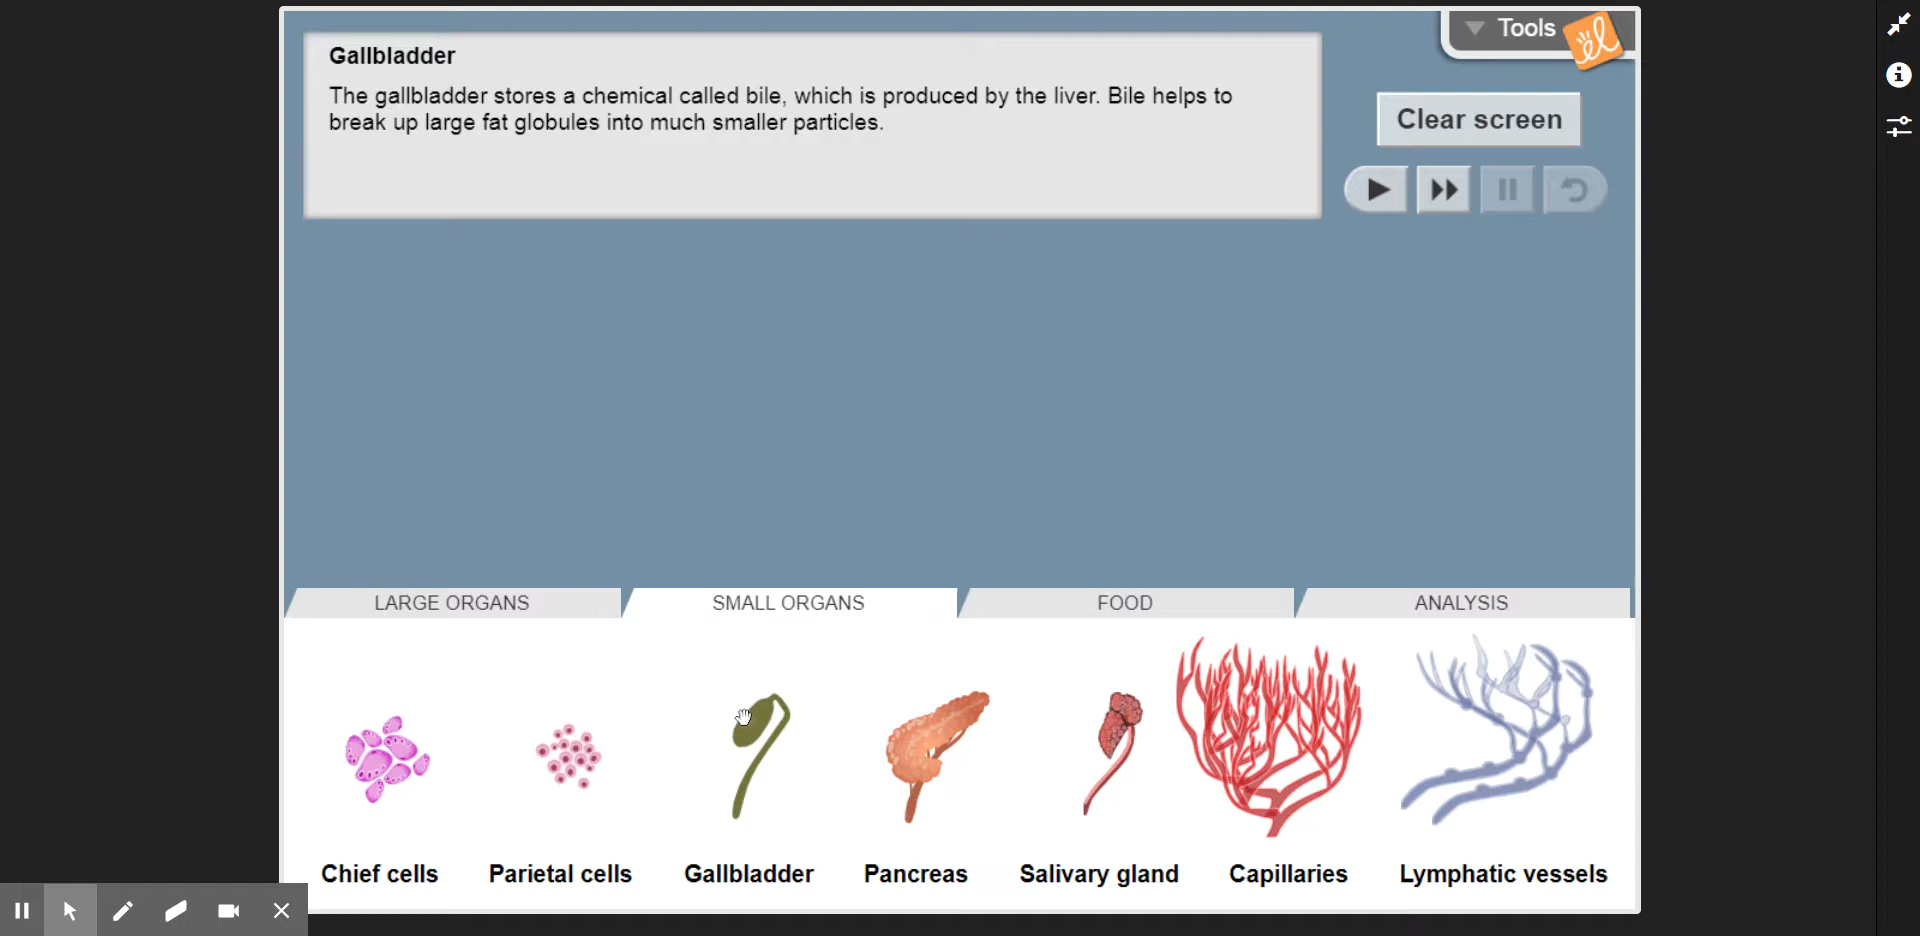 Gallbladder
The gallbladder stores a chemical called bile, which is produced by the liver. Bile helps to
break up large fat globules into much smaller particles.
Tools
el
Clear screen
LARGE ORGANS
SMALL ORGANS
FOOD
ANALYSIS
Chief cells
Parietal cells
Gallbladder
Pancreas
Salivary gland
Capillaries
Lymphatic vessels